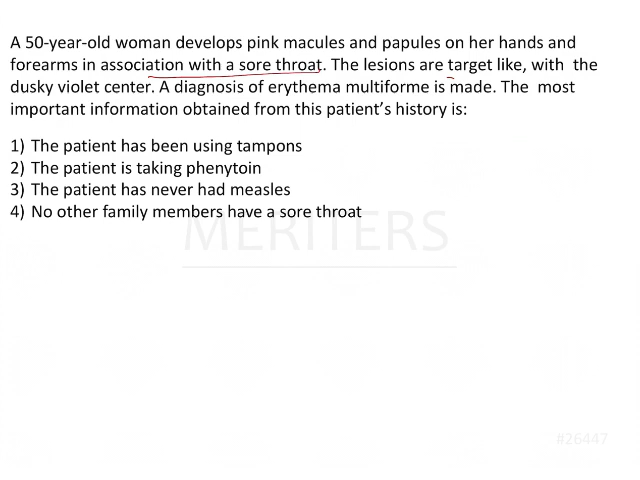 A 50-year-old woman develops pink macules and papules on her hands and
forearms in association with a sore throat. The lesions are target like, with the
dusky violet center. A diagnosis of erythema multiforme is made. The most
important information obtained from this patient's history is:
1) The patient has been using tampons
2) The patient is taking phenytoin
3) The patient has never had measles
4) No other family members have a sore throat
MERITERS
#26447